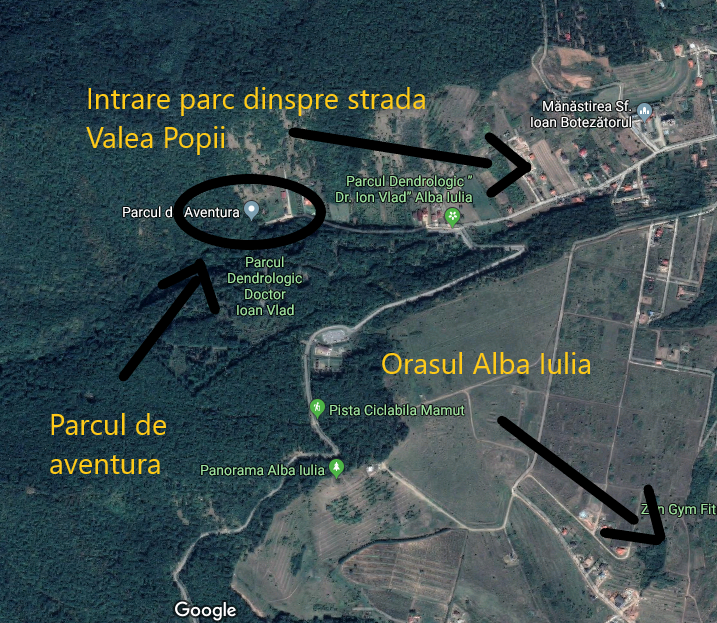 Intrare parc dinspre strada
Valea Popii
Mănăstirea Sf.
Ioan Botezătorul
Parcul Dendrologic "
Dr. Ion Vlad" Alba Iulia
Parcul d Aventura
Parcul
Dendrologic
Doctor
Ioan Vlad
Orasul Alba Iulia
Pista Ciclabila Mamut
Parcul de
aventura
Panorama Alba Iulia
Gym Fit
Google